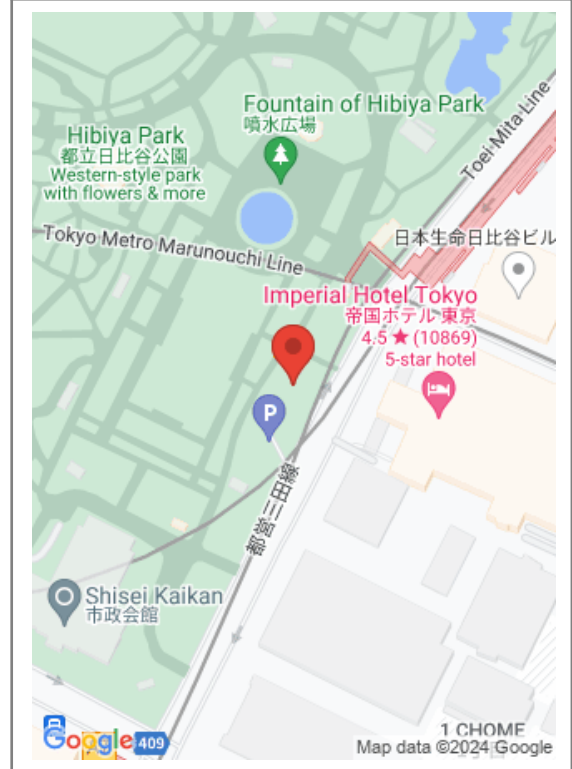 Fountain of Hibiya Park
噴水広場
Hibiya Park
都立日比谷公園
Western-style park
with flowers & more
Toei Mita Line
Tokyo Metro Marunouchi Line
日本生命日比谷ビル
Imperial Hotel Tokyo
帝国ホテル 東京
4.5 ★ (10869)
5-star hotel
P
都営三田線
Shisei Kaikan
市政会館
1 CHOME
Google
409
Map data ©2024 Google